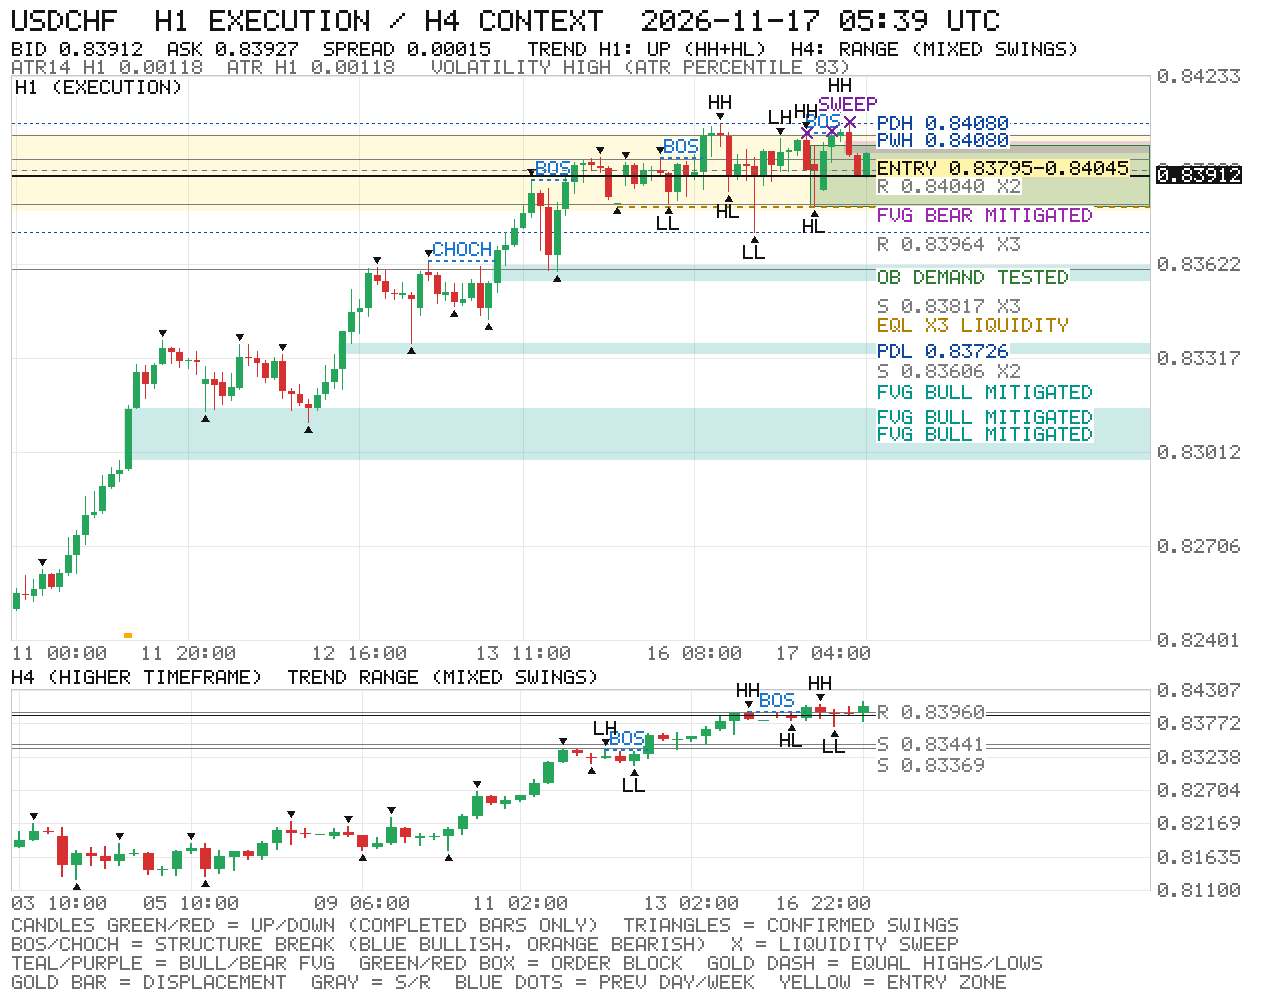 USDCHF  H1 EXECUTION / H4 CONTEXT  2026-11-17 05:39 UTC
BID 0.83912  ASK 0.83927  SPREAD 0.00015   TREND H1: UP (HH+HL)  H4: RANGE (MIXED SWINGS)
ATR14 H1 0.00118  ATR H1 0.00118   VOLATILITY HIGH (ATR PERCENTILE 83)
H1 (EXECUTION)
0.84233
HH
SWEEP
HH
HH
LH
BOS
PDH 0.84080
PWH 0.84080
BOS
BOS
ENTRY 0.83795-0.84045
0.83912
R 0.84040 X2
HL
LL
HL
FVG BEAR MITIGATED
R 0.83964 X3
CHOCH
LL
0.83622
OB DEMAND TESTED
S 0.83817 X3
EQL X3 LIQUIDITY
PDL 0.83726
0.83317
S 0.83606 X2
FVG BULL MITIGATED
FVG BULL MITIGATED
FVG BULL MITIGATED
0.83012
0.82706
0.82401
11 00:00  11 20:00  12 16:00  13 11:00  16 08:00  17 04:00
H4 (HIGHER TIMEFRAME)  TREND RANGE (MIXED SWINGS)
HH
HH
0.84307
BOS
R 0.83960
0.83772
LH
BOS
HL
LL
S 0.83441
0.83238
S 0.83369
LL
0.82704
0.82169
0.81635
0.81100
03 10:00  05 10:00  09 06:00  11 02:00  13 02:00  16 22:00
CANDLES GREEN/RED = UP/DOWN (COMPLETED BARS ONLY)  TRIANGLES = CONFIRMED SWINGS
BOS/CHOCH = STRUCTURE BREAK (BLUE BULLISH, ORANGE BEARISH)  X = LIQUIDITY SWEEP
TEAL/PURPLE = BULL/BEAR FVG  GREEN/RED BOX = ORDER BLOCK  GOLD DASH = EQUAL HIGHS/LOWS
GOLD BAR = DISPLACEMENT  GRAY = S/R  BLUE DOTS = PREV DAY/WEEK  YELLOW = ENTRY ZONE